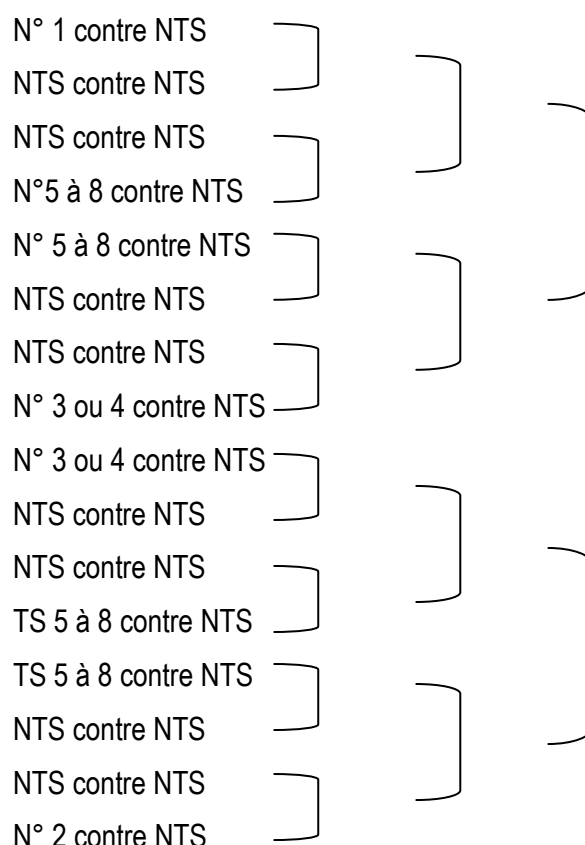 N° 1 contre NTS
NTS contre NTS
NTS contre NTS
N°5 à 8 contre NTS
N° 5 à 8 contre NTS
NTS contre NTS
NTS contre NTS
N° 3 ou 4 contre NTS
N° 3 ou 4 contre NTS
NTS contre NTS
NTS contre NTS
TS 5 à 8 contre NTS
TS 5 à 8 contre NTS
NTS contre NTS
NTS contre NTS
N° 2 contre NTS